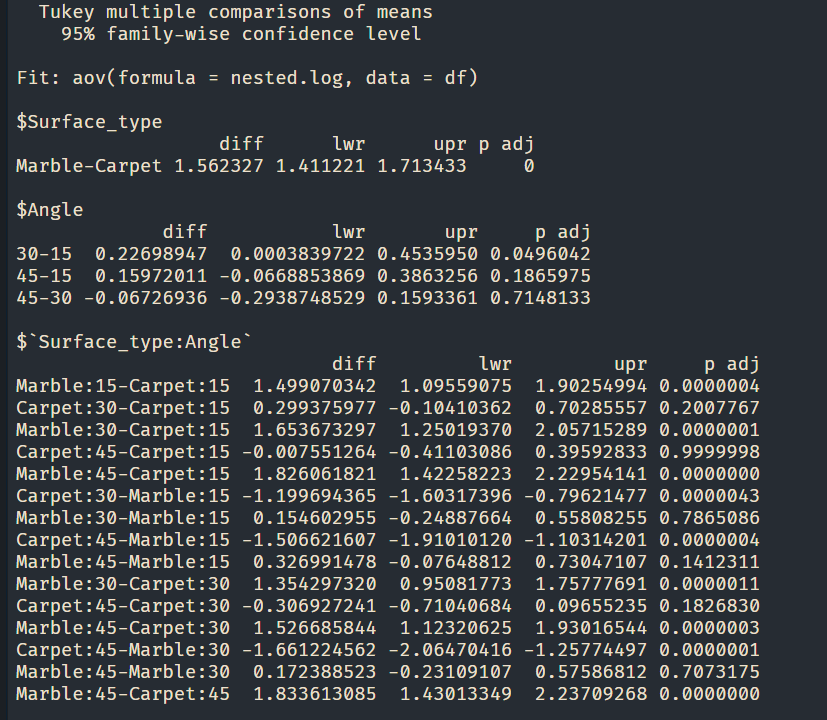 Tukey multiple comparisons of means
95% family-wise confidence level
Fit: aov(formula = nested.log, data = df)
$Surface_type
diff lwr upr p adj
Marble-Carpet 1.562327 1.411221 1.713433 0
$Angle
diff lwr upr p adj
30-15 0.22698947 0.0003839722 0.4535950 0.0496042
45-15 0.15972011 -0.0668853869 0.3863256 0.1865975
45-30 -0.06726936 -0.2938748529 0.1593361 0.7148133
$`Surface_type:Angle`
diff lwr upr p adj
Marble:15-Carpet:15 1.499070342 1.09559075 1.90254994 0.0000004
Carpet:30-Carpet:15 0.299375977 -0.10410362 0.70285557 0.2007767
Marble:30-Carpet:15 1.653673297 1.25019370 2.05715289 0.0000001
Carpet:45-Carpet:15 -0.007551264 -0.41103086 0.39592833 0.9999998
Marble:45-Carpet:15 1.826061821 1.42258223 2.22954141 0.0000000
Carpet:30-Marble:15 -1.199694365 -1.60317396 -0.79621477 0.0000043
Marble:30-Marble:15 0.154602955 -0.24887664 0.55808255 0.7865086
Carpet:45-Marble:15 -1.506621607 -1.91010120 -1.10314201 0.0000004
Marble:45-Marble:15 0.326991478 -0.07648812 0.73047107 0.1412311
Marble:30-Carpet:30 1.354297320 0.95081773 1.75777691 0.0000011
Carpet:45-Carpet:30 -0.306927241 -0.71040684 0.09655235 0.1826830
Marble:45-Carpet:30 1.526685844 1.12320625 1.93016544 0.0000003
Carpet:45-Marble:30 -1.661224562 -2.06470416 -1.25774497 0.0000001
Marble:45-Marble:30 0.172388523 -0.23109107 0.57586812 0.7073175
Marble:45-Carpet:45 1.833613085 1.43013349 2.23709268 0.0000000